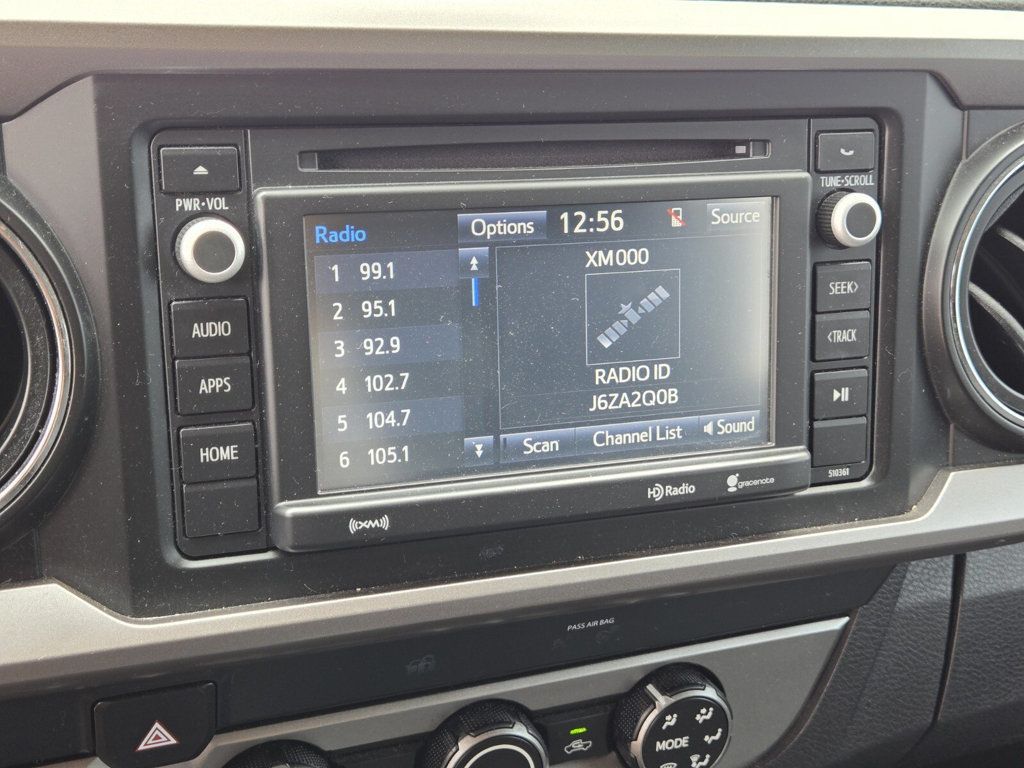 PWR•VOL
AUDIO
APPS
HOME
TUNE•SCROLL
SEEK>
<TRACK
510361
Radio
Options
12:56
Source
1 99.1
2 95.1
3 92.9
4 102.7
5 104.7
6 105.1
XM000
RADIO ID
J6ZA2Q0B
Scan
Channel List
Sound
((XM))
HD Radio
gracenote
PASS AIR BAG
MODE